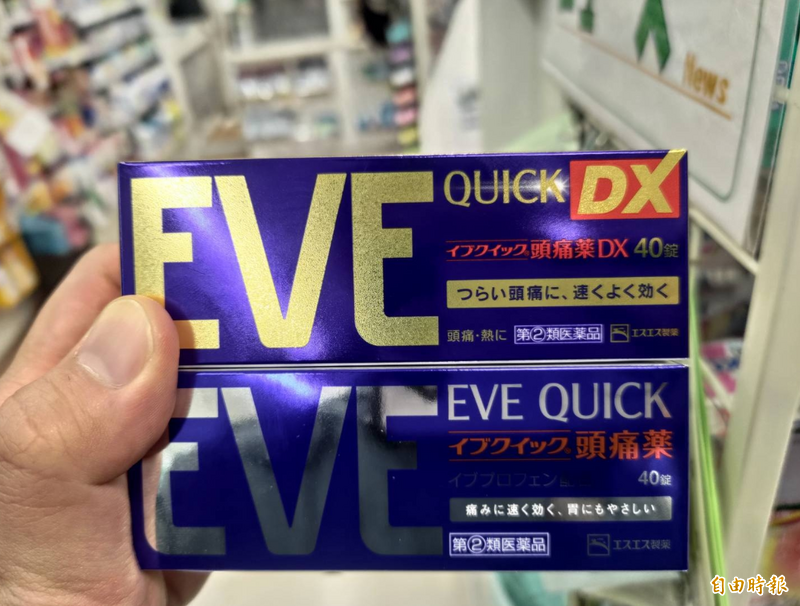 News
EVE QUICK DX
イブクイック®頭痛薬DX 40錠
つらい頭痛に、速くよく効く
頭痛・熱に 第②類医薬品 エスエス製薬
EVE EVE QUICK
イブクイック®頭痛薬
イブプロフェン
40錠
痛みに速く効く、胃にもやさしい
第②類医薬品 エスエス製薬
自由時報